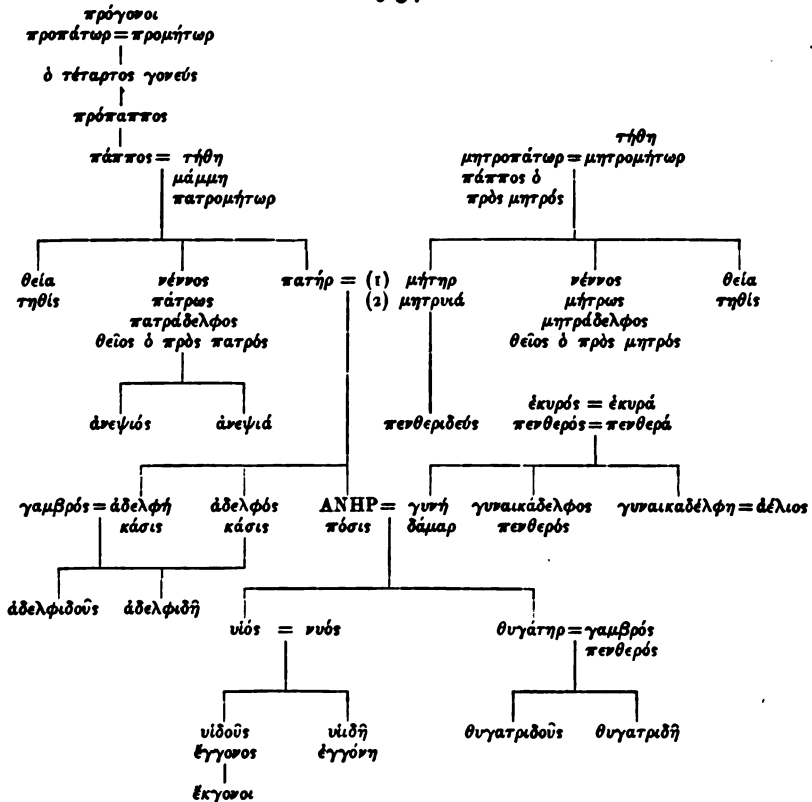 πρόγονοι
προπάτωρ = προμήτωρ
ὁ τέταρτος γονεύς
πρόπαππος
πάππος = τήθη
μάμμη
πατρομήτωρ
τήθη
μητροπάτωρ = μητρομήτωρ
πάππος ὁ
πρὸς μητρός
θεία νέννος πατήρ = (1) μήτηρ νέννος θεία
τηθίς πάτρως (2) μητρυιά μήτρως τηθίς
πατράδελφος μητράδελφος
θεῖος ὁ πρὸς πατρός θεῖος ὁ πρὸς μητρός
ἀνεψιός ἀνεψιά πενθεριδεύς
ἑκυρός = ἑκυρά
πενθερός = πενθερά
γαμβρός = ἀδελφή ἀδελφός ΑΝΗΡ = γυνή γυναικάδελφος γυναικαδέλφη = ἀέλιος
κάσις κάσις πόσις δάμαρ πενθερός
ἀδελφιδοῦς ἀδελφιδῆ
υἱός = νυός θυγάτηρ = γαμβρός
πενθερός
υἱδοῦς υἱιδῆ θυγατριδοῦς θυγατριδῆ
ἔγγονος ἐγγόνη
ἔκγονοι